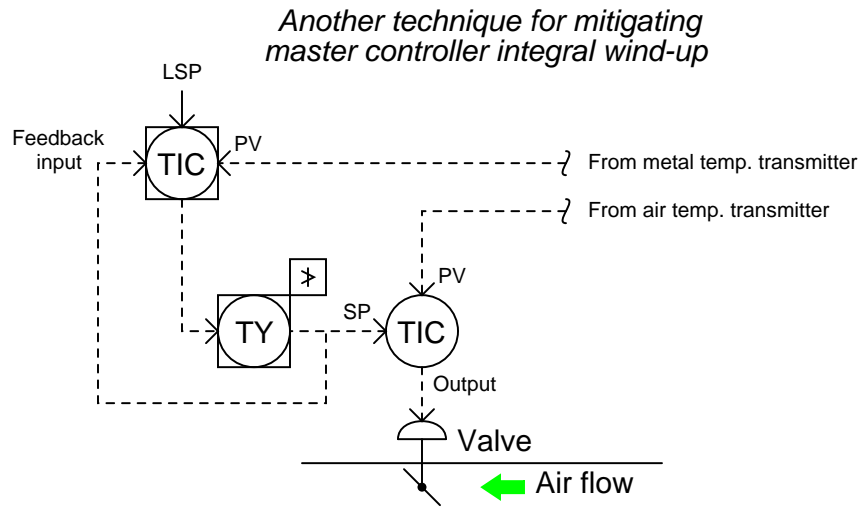 Another technique for mitigating
master controller integral wind-up
LSP
Feedback
input
PV
TIC
From metal temp. transmitter
From air temp. transmitter
PV
SP
TY
TIC
Output
Valve
Air flow